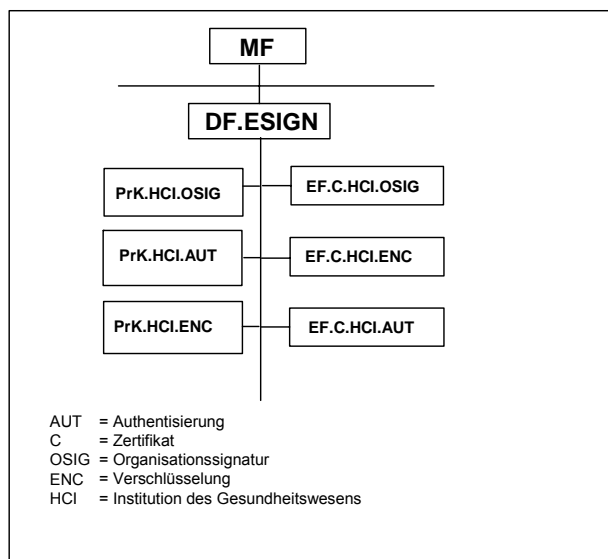 MF
DF.ESIGN
PrK.HCI.OSIG
EF.C.HCI.OSIG
PrK.HCI.AUT
EF.C.HCI.ENC
PrK.HCI.ENC
EF.C.HCI.AUT
AUT = Authentisierung
C = Zertifikat
OSIG = Organisationssignatur
ENC = Verschlüsselung
HCI = Institution des Gesundheitswesens